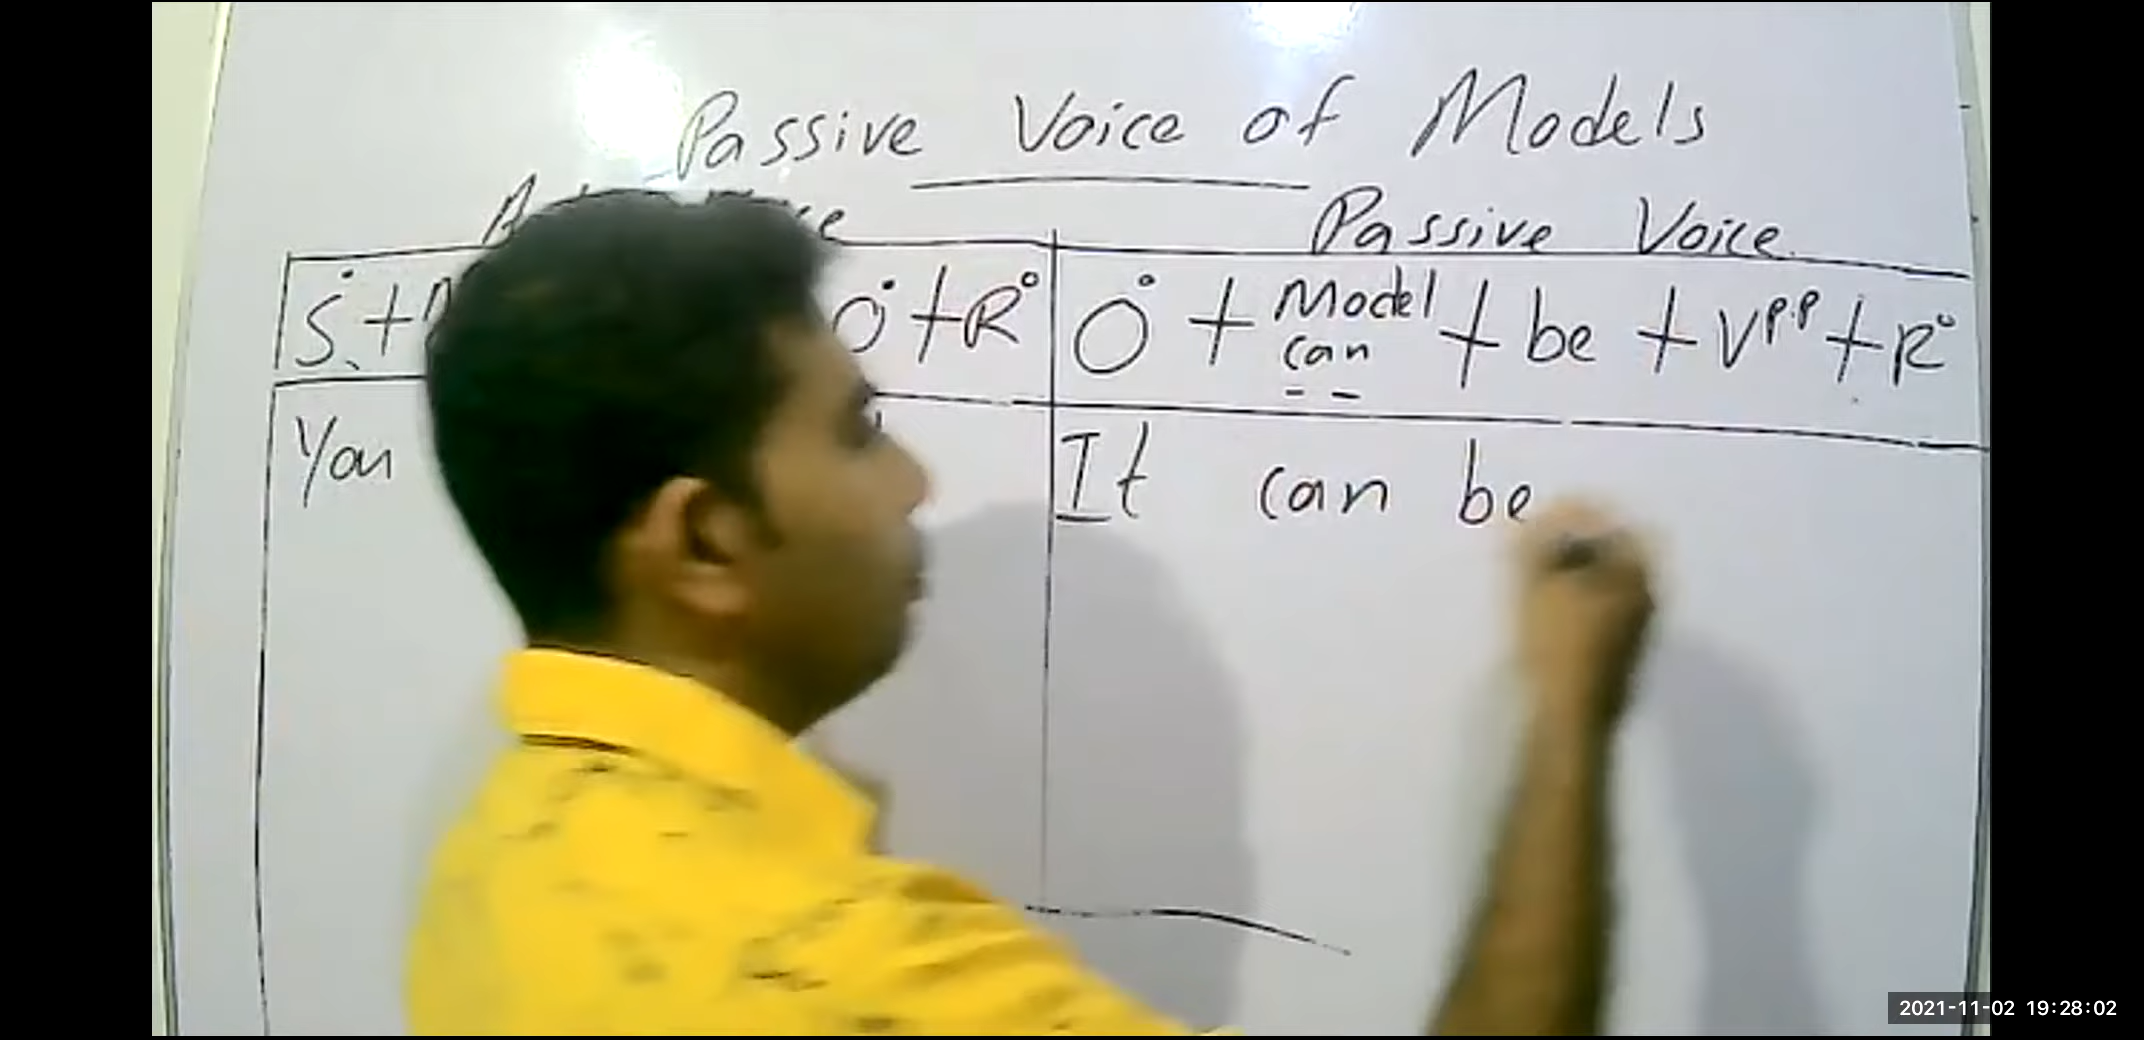 Passive Voice of Models
Passive Voice
S + O + R
O + Model + be + V p.p + R
can
You
It can be
2021-11-02 19:28:02